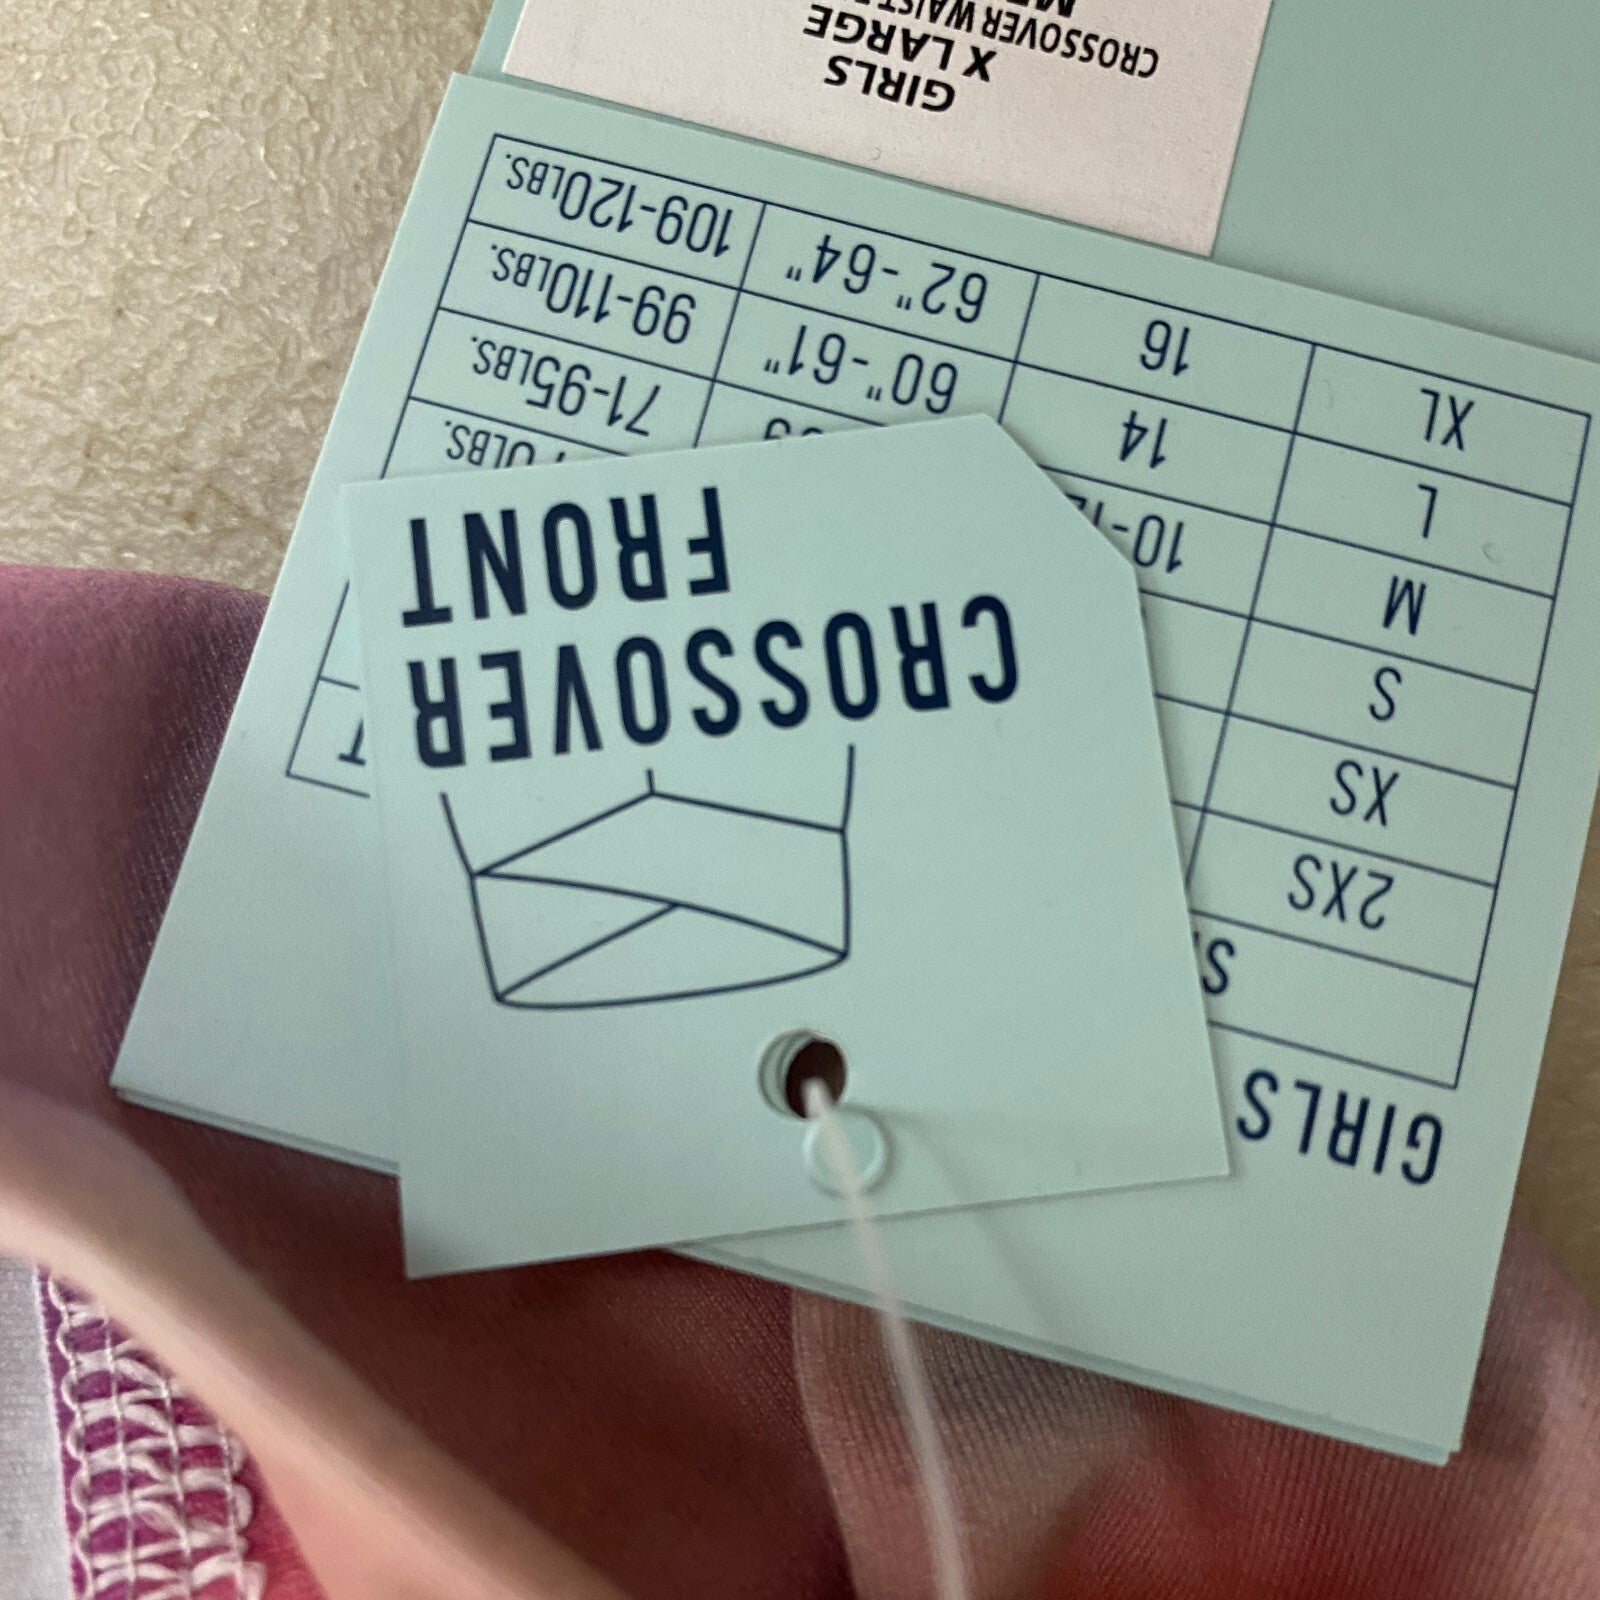 CROSSOVER
FRONT
GIRLS
2XS
XS
S
M 10-12 71-95LBS.
L 14 60"-61" 99-110LBS.
XL 16 62"-64" 109-120LBS.
GIRLS
X LARGE
CROSSOVER WAIST